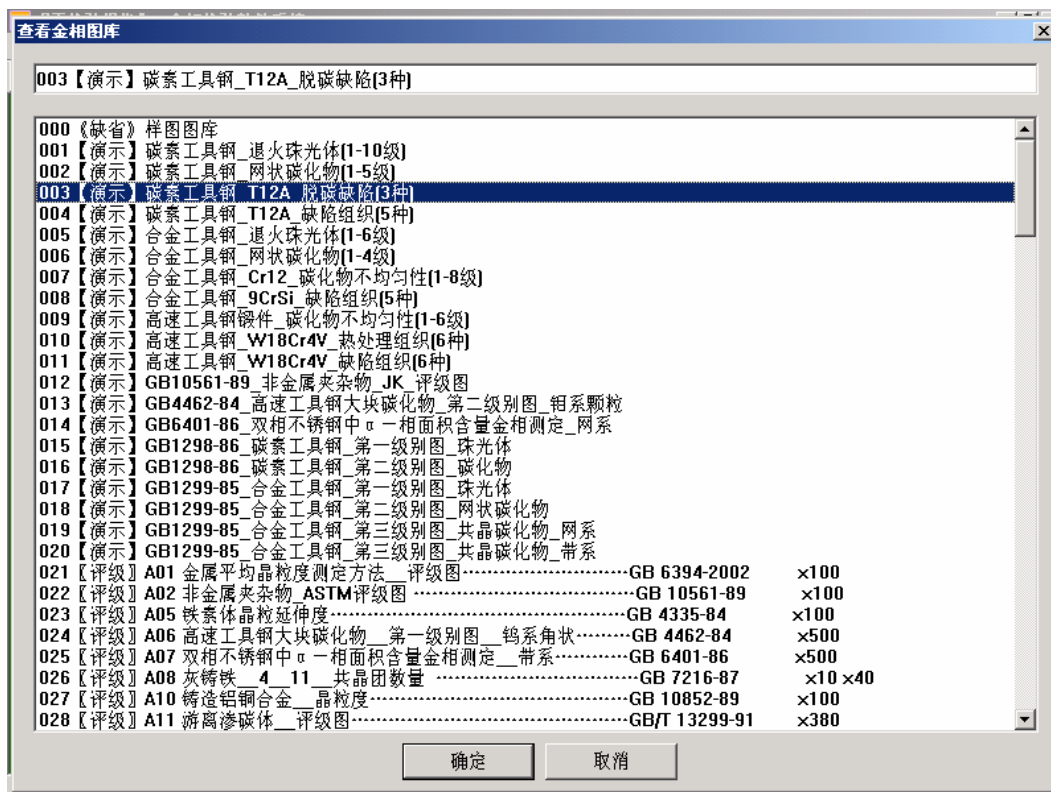 查看金相图库
003【演示】碳素工具钢_T12A_脱碳缺陷(3种)
000《缺省》样图图库
001【演示】碳素工具钢_退火珠光体(1-10级)
002【演示】碳素工具钢_网状碳化物(1-5级)
003【演示】碳素工具钢_T12A_脱碳缺陷(3种)
004【演示】碳素工具钢_T12A_缺陷组织(5种)
005【演示】合金工具钢_退火珠光体(1-6级)
006【演示】合金工具钢_网状碳化物(1-4级)
007【演示】合金工具钢_Cr12_碳化物不均匀性(1-8级)
008【演示】合金工具钢_9CrSi_缺陷组织(5种)
009【演示】高速工具钢锻件_碳化物不均匀性(1-6级)
010【演示】高速工具钢_W18Cr4V_热处理组织(6种)
011【演示】高速工具钢_W18Cr4V_缺陷组织(6种)
012【演示】GB10561-89_非金属夹杂物_JK_评级图
013【演示】GB4462-84_高速工具钢大块碳化物_第二级别图_钼系颗粒
014【演示】GB6401-86_双相不锈钢中α－相面积含量金相测定_网系
015【演示】GB1298-86_碳素工具钢_第一级别图_珠光体
016【演示】GB1298-86_碳素工具钢_第二级别图_碳化物
017【演示】GB1299-85_合金工具钢_第一级别图_珠光体
018【演示】GB1299-85_合金工具钢_第二级别图_网状碳化物
019【演示】GB1299-85_合金工具钢_第三级别图_共晶碳化物_网系
020【演示】GB1299-85_合金工具钢_第三级别图_共晶碳化物_带系
021〖评级〗A01 金属平均晶粒度测定方法__评级图…………………………GB 6394-2002 ×100
022〖评级〗A02 非金属夹杂物_ASTM评级图 …………………………………GB 10561-89 ×100
023〖评级〗A05 铁素体晶粒延伸度………………………………………………GB 4335-84 ×100
024〖评级〗A06 高速工具钢大块碳化物__第一级别图__钨系角状………GB 4462-84 ×500
025〖评级〗A07 双相不锈钢中α－相面积含量金相测定__带系…………GB 6401-86 ×500
026〖评级〗A08 灰铸铁__4__11__共晶团数量 ………………………………GB 7216-87 ×10 ×40
027〖评级〗A10 铸造铝铜合金__晶粒度………………………………………GB 10852-89 ×100
028〖评级〗A11 游离渗碳体__评级图…………………………………………GB/T 13299-91 ×380
确定
取消